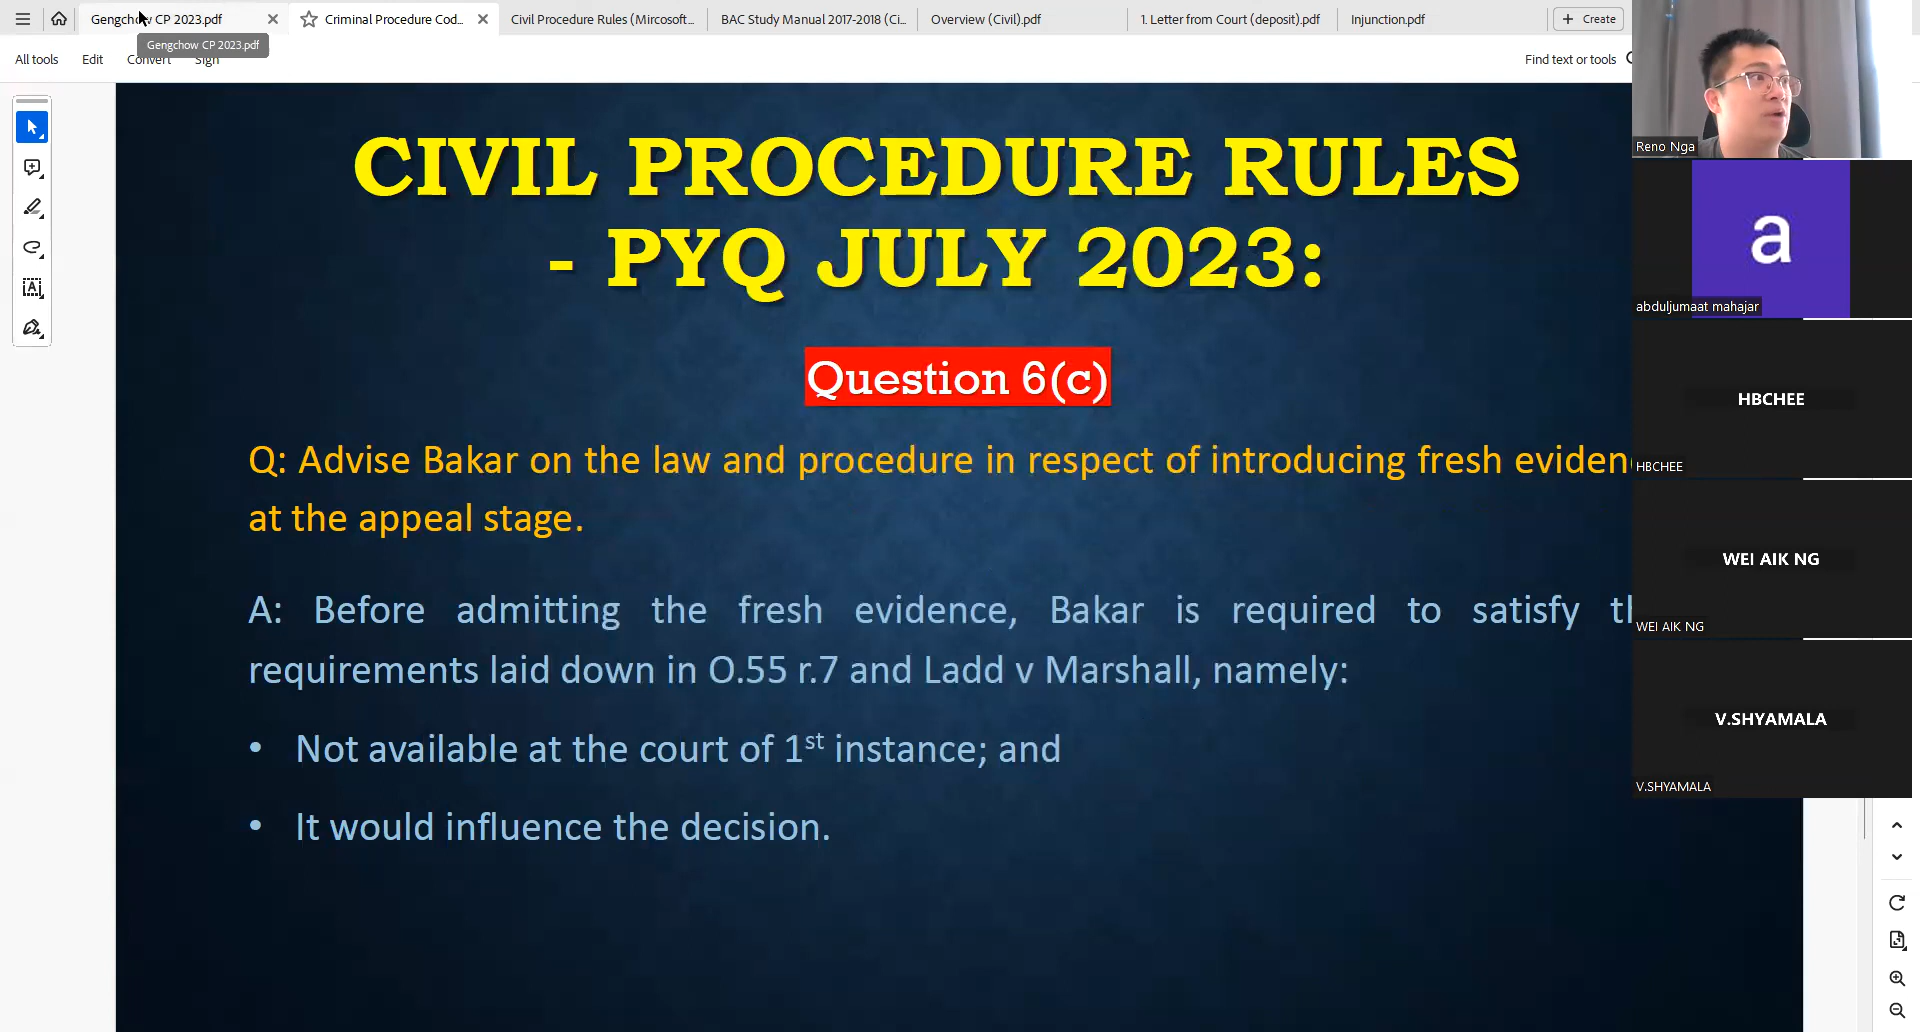 Gengchow CP 2023.pdf
Criminal Procedure Cod...
Civil Procedure Rules (Mircosoft...
BAC Study Manual 2017-2018 (Ci...
Overview (Civil).pdf
1. Letter from Court (deposit).pdf
Injunction.pdf
Create
Gengchow CP 2023.pdf
All tools
Edit
Convert
Sign
Find text or tools
CIVIL PROCEDURE RULES
- PYQ JULY 2023:
Question 6(c)
Q: Advise Bakar on the law and procedure in respect of introducing fresh eviden
at the appeal stage.
A: Before admitting the fresh evidence, Bakar is required to satisfy th
requirements laid down in O.55 r.7 and Ladd v Marshall, namely:
• Not available at the court of 1st instance; and
• It would influence the decision.
Reno Nga
a
abduljumaat mahajar
HBCHEE
HBCHEE
WEI AIK NG
WEI AIK NG
V.SHYAMALA
V.SHYAMALA